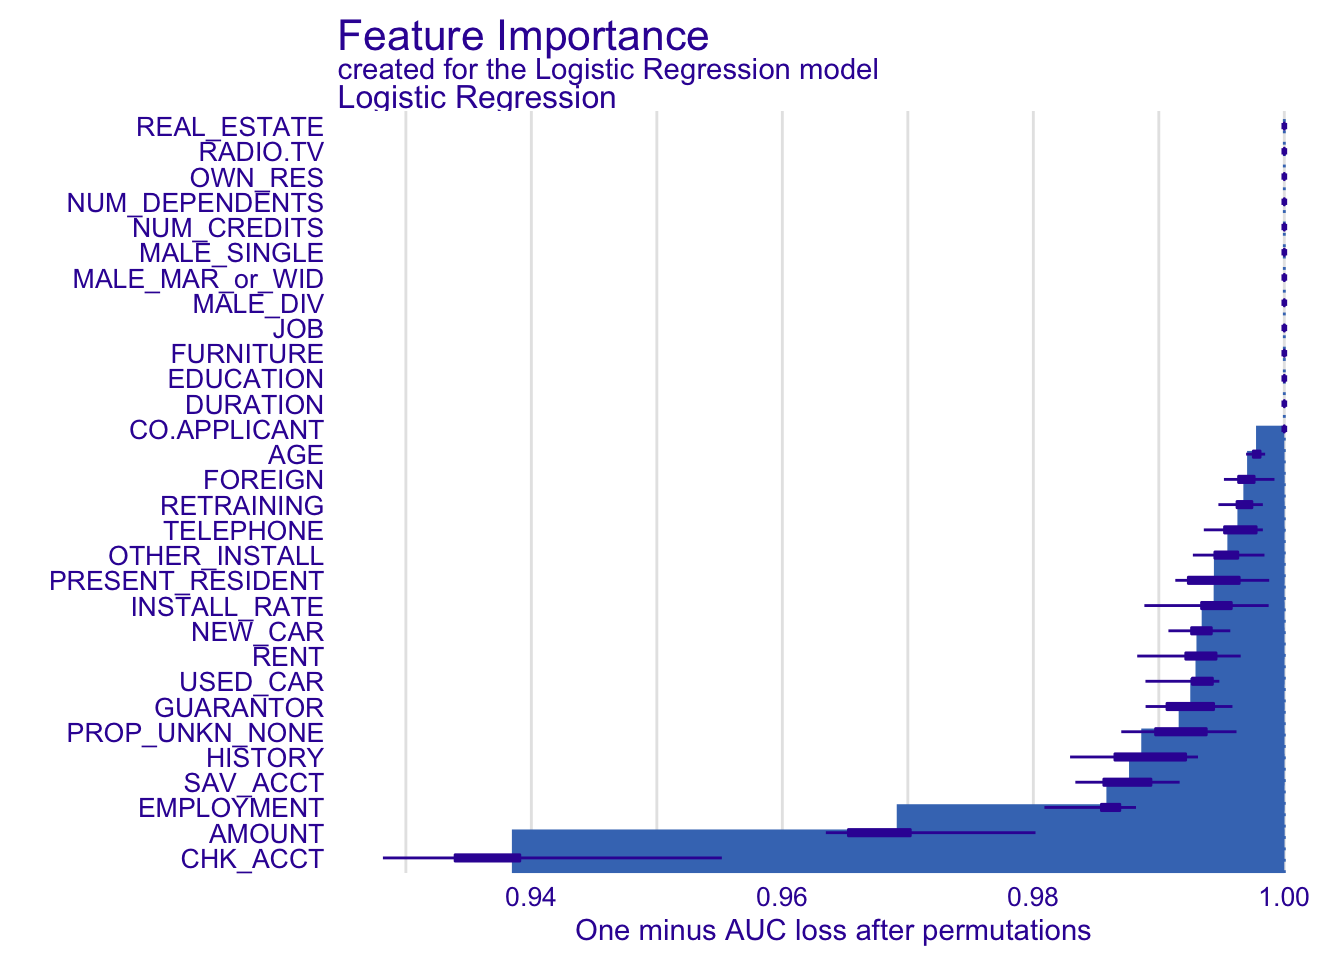 Feature Importance
created for the Logistic Regression model
Logistic Regression
REAL_ESTATE
RADIO.TV
OWN_RES
NUM_DEPENDENTS
NUM_CREDITS
MALE_SINGLE
MALE_MAR_or_WID
MALE_DIV
JOB
FURNITURE
EDUCATION
DURATION
CO.APPLICANT
AGE
FOREIGN
RETRAINING
TELEPHONE
OTHER_INSTALL
PRESENT_RESIDENT
INSTALL_RATE
NEW_CAR
RENT
USED_CAR
GUARANTOR
PROP_UNKN_NONE
HISTORY
SAV_ACCT
EMPLOYMENT
AMOUNT
CHK_ACCT
0.94 0.96 0.98 1.00
One minus AUC loss after permutations